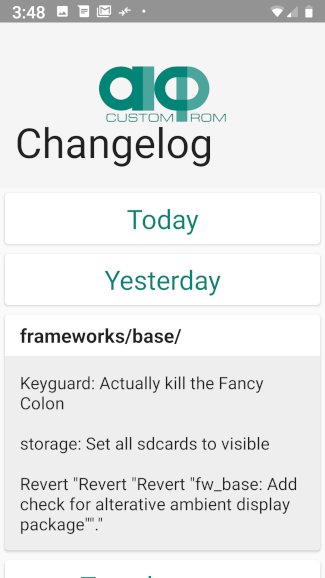 3:48
aicp
CUSTOM ROM
Changelog
Today
Yesterday
frameworks/base/
Keyguard: Actually kill the Fancy
Colon
storage: Set all sdcards to visible
Revert "Revert "Revert "fw_base: Add
check for alterative ambient display
package""."